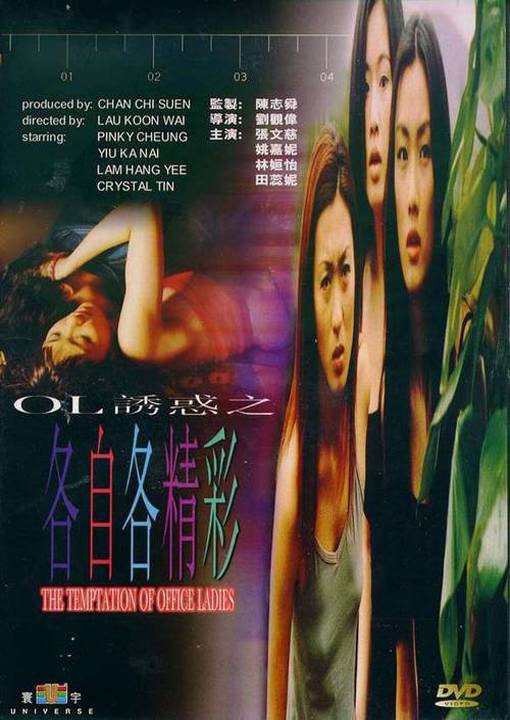 01 02 03 04
produced by: CHAN CHI SUEN 監製: 陳志舜
directed by: LAU KOON WAI 導演: 劉觀偉
starring: PINKY CHEUNG 主演: 張文慈
YIU KA NAI 姚嘉妮
LAM HANG YEE 林姮怡
CRYSTAL TIN 田蕊妮
OL誘惑之
各自各精彩
THE TEMPTATION OF OFFICE LADIES
寰宇
UNIVERSE
DVD
VIDEO